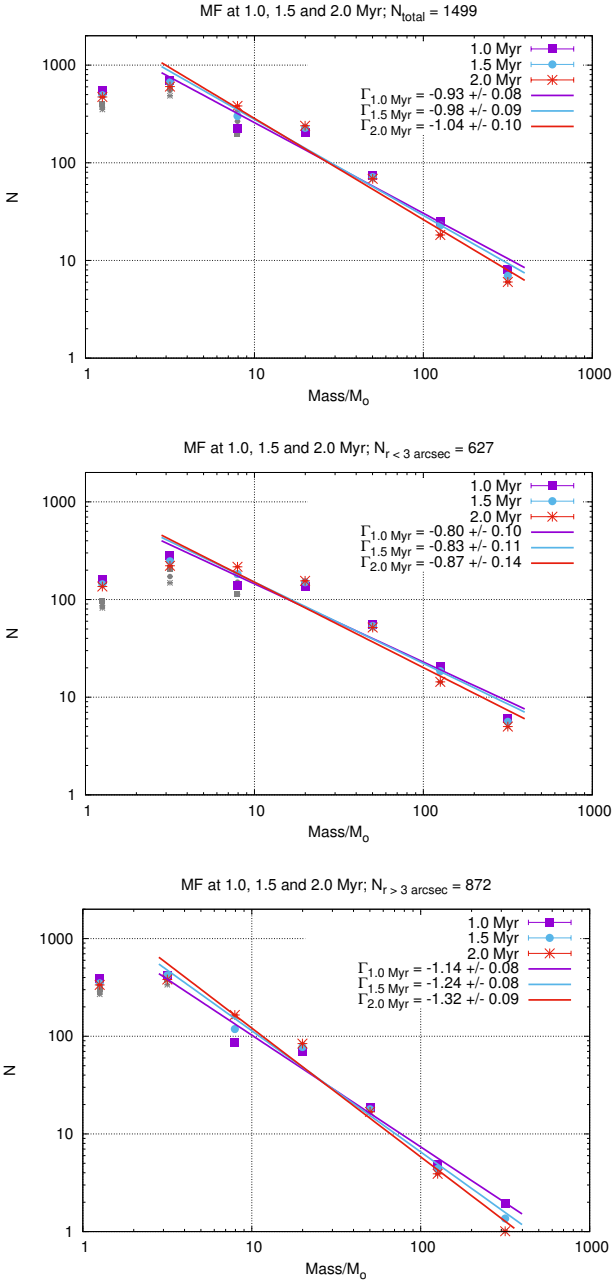 MF at 1.0, 1.5 and 2.0 Myr; N_total = 1499
1000
100
10
1
N
1.0 Myr
1.5 Myr
2.0 Myr
Γ_1.0 Myr = -0.93 +/- 0.08
Γ_1.5 Myr = -0.98 +/- 0.09
Γ_2.0 Myr = -1.04 +/- 0.10
1 10 100 1000
Mass/M_o
MF at 1.0, 1.5 and 2.0 Myr; N_r < 3 arcsec = 627
1000
100
10
1
N
1.0 Myr
1.5 Myr
2.0 Myr
Γ_1.0 Myr = -0.80 +/- 0.10
Γ_1.5 Myr = -0.83 +/- 0.11
Γ_2.0 Myr = -0.87 +/- 0.14
1 10 100 1000
Mass/M_o
MF at 1.0, 1.5 and 2.0 Myr; N_r > 3 arcsec = 872
1000
100
10
1
N
1.0 Myr
1.5 Myr
2.0 Myr
Γ_1.0 Myr = -1.14 +/- 0.08
Γ_1.5 Myr = -1.24 +/- 0.08
Γ_2.0 Myr = -1.32 +/- 0.09
1 10 100 1000
Mass/M_o